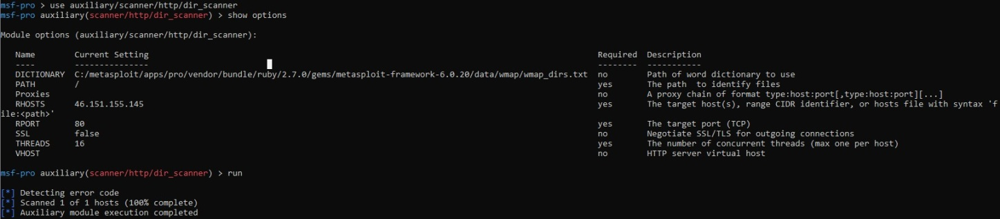 msf-pro > use auxiliary/scanner/http/dir_scanner
msf-pro auxiliary(scanner/http/dir_scanner) > show options
Module options (auxiliary/scanner/http/dir_scanner):
Name Current Setting Required Description
---- --------------- -------- -----------
DICTIONARY C:/metasploit/apps/pro/vendor/bundle/ruby/2.7.0/gems/metasploit-framework-6.0.20/data/wmap/wmap_dirs.txt no Path of word dictionary to use
PATH / yes The path  to identify files
Proxies no A proxy chain of format type:host:port[,type:host:port][...]
RHOSTS 46.151.155.145 yes The target host(s), range CIDR identifier, or hosts file with syntax 'f
ile:<path>'
RPORT 80 yes The target port (TCP)
SSL false no Negotiate SSL/TLS for outgoing connections
THREADS 16 yes The number of concurrent threads (max one per host)
VHOST no HTTP server virtual host
msf-pro auxiliary(scanner/http/dir_scanner) > run
[*] Detecting error code
[*] Scanned 1 of 1 hosts (100% complete)
[*] Auxiliary module execution completed